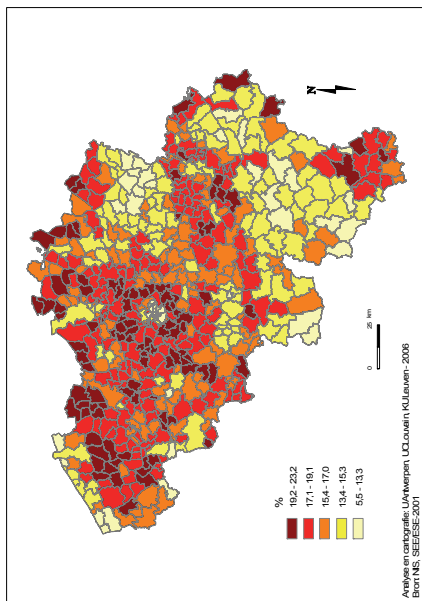 N
0 25 km
%
19,2 - 23,2
17,1 - 19,1
15,4 - 17,0
13,4 - 15,3
5,5 - 13,3
Analyse en cartografie: UAntwerpen, UCLouvain, KULeuven - 2006
Bron: NIS, SEE/ESE-2001